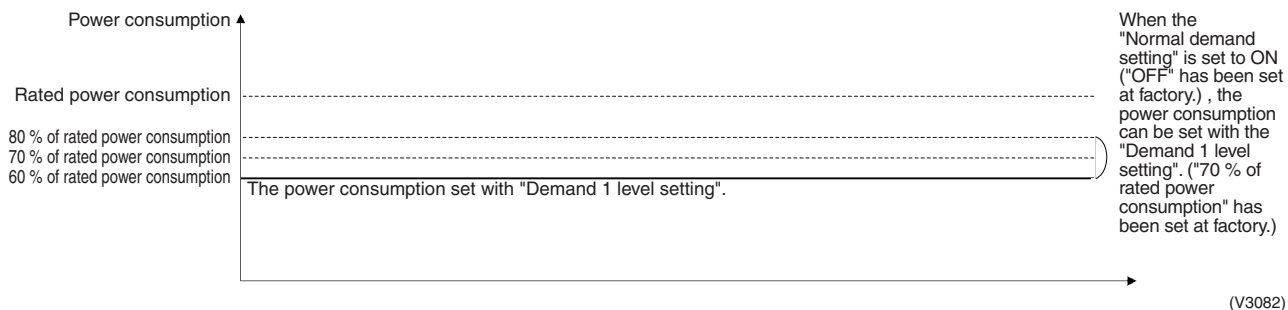 Power consumption
Rated power consumption
80 % of rated power consumption
70 % of rated power consumption
60 % of rated power consumption
The power consumption set with "Demand 1 level setting".
When the
"Normal demand
setting" is set to ON
("OFF" has been set
at factory.) , the
power consumption
can be set with the
"Demand 1 level
setting". ("70 % of
rated power
consumption" has
been set at factory.)
(V3082)